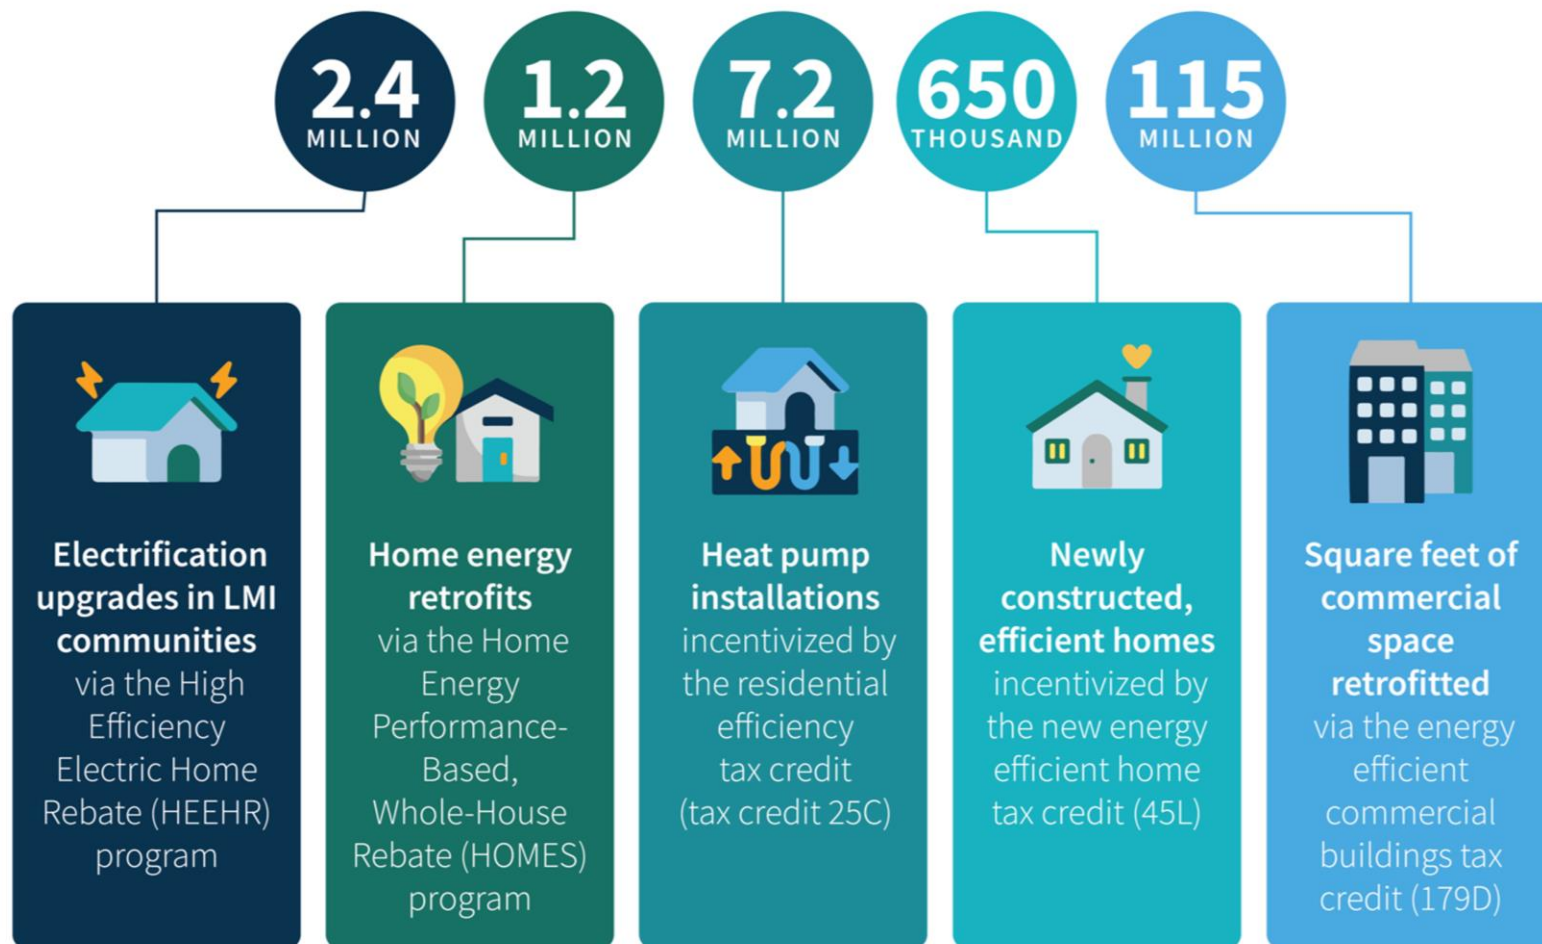 2.4
MILLION
1.2
MILLION
7.2
MILLION
650
THOUSAND
115
MILLION
Electrification
upgrades in LMI
communities
via the High
Efficiency
Electric Home
Rebate (HEEHR)
program
Home energy
retrofits
via the Home
Energy
Performance-
Based,
Whole-House
Rebate (HOMES)
program
Heat pump
installations
incentivized by
the residential
efficiency
tax credit
(tax credit 25C)
Newly
constructed,
efficient homes
incentivized by
the new energy
efficient home
tax credit (45L)
Square feet of
commercial
space
retrofitted
via the energy
efficient
commercial
buildings tax
credit (179D)